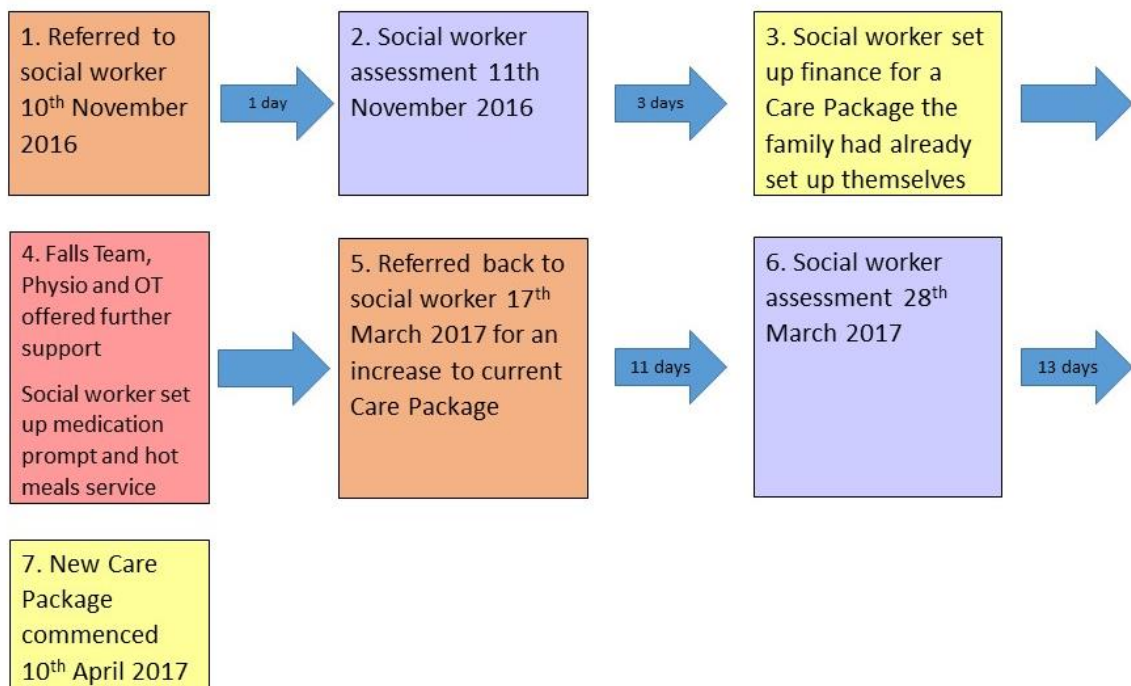 1. Referred to
social worker
10th November
2016
1 day
2. Social worker
assessment 11th
November 2016
3 days
3. Social worker set
up finance for a
Care Package the
family had already
set up themselves
4. Falls Team,
Physio and OT
offered further
support
Social worker set
up medication
prompt and hot
meals service
5. Referred back to
social worker 17th
March 2017 for an
increase to current
Care Package
11 days
6. Social worker
assessment 28th
March 2017
13 days
7. New Care
Package
commenced
10th April 2017